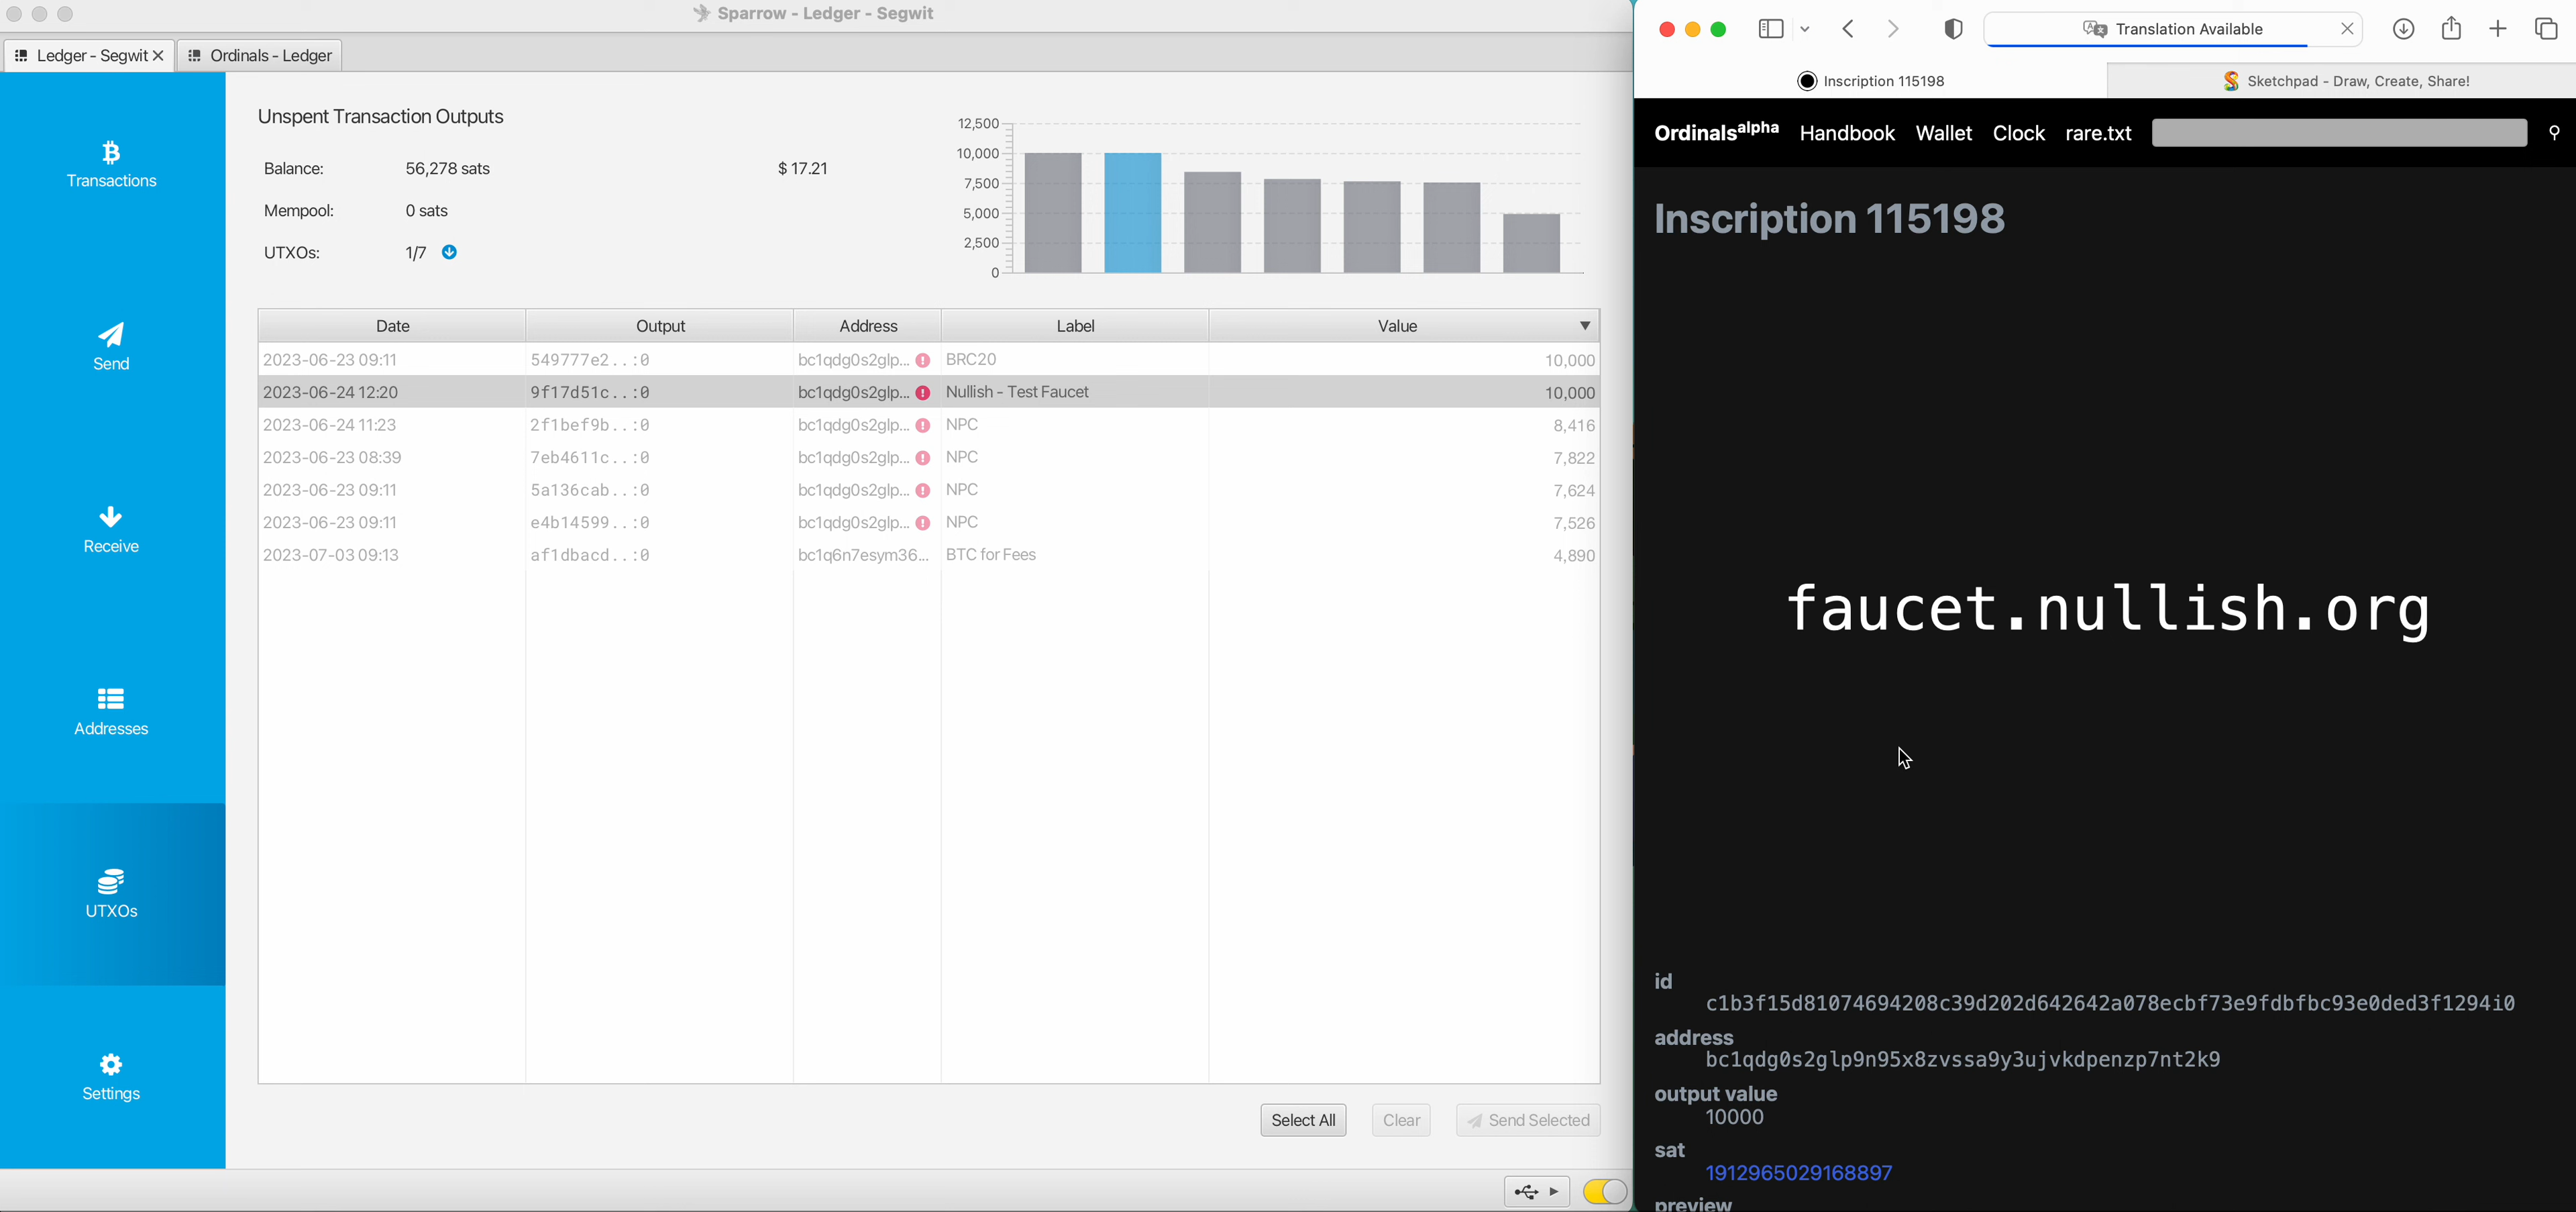 Sparrow - Ledger - Segwit
Ledger - Segwit
Ordinals - Ledger
Transactions
Send
Receive
Addresses
UTXOs
Settings
Unspent Transaction Outputs
Balance: 56,278 sats $ 17.21
Mempool: 0 sats
UTXOs: 1/7
12,500
10,000
7,500
5,000
2,500
0
Date Output Address Label Value
2023-06-23 09:11 549777e2..:0 bc1qdg0s2glp... BRC20 10,000
2023-06-24 12:20 9f17d51c..:0 bc1qdg0s2glp... Nullish - Test Faucet 10,000
2023-06-24 11:23 2f1bef9b..:0 bc1qdg0s2glp... NPC 8,416
2023-06-23 08:39 7eb4611c..:0 bc1qdg0s2glp... NPC 7,822
2023-06-23 09:11 5a136cab..:0 bc1qdg0s2glp... NPC 7,624
2023-06-23 09:11 e4b14599..:0 bc1qdg0s2glp... NPC 7,526
2023-07-03 09:13 af1dbacd..:0 bc1q6n7esym36... BTC for Fees 4,890
Select All
Clear
Send Selected
Translation Available
Inscription 115198
Sketchpad - Draw, Create, Share!
Ordinalsalpha Handbook Wallet Clock rare.txt
Inscription 115198
faucet.nullish.org
id
c1b3f15d81074694208c39d202d642642a078ecbf73e9fdbfbc93e0ded3f1294i0
address
bc1qdg0s2glp9n95x8zvssa9y3ujvkdpenzp7nt2k9
output value
10000
sat
1912965029168897
preview